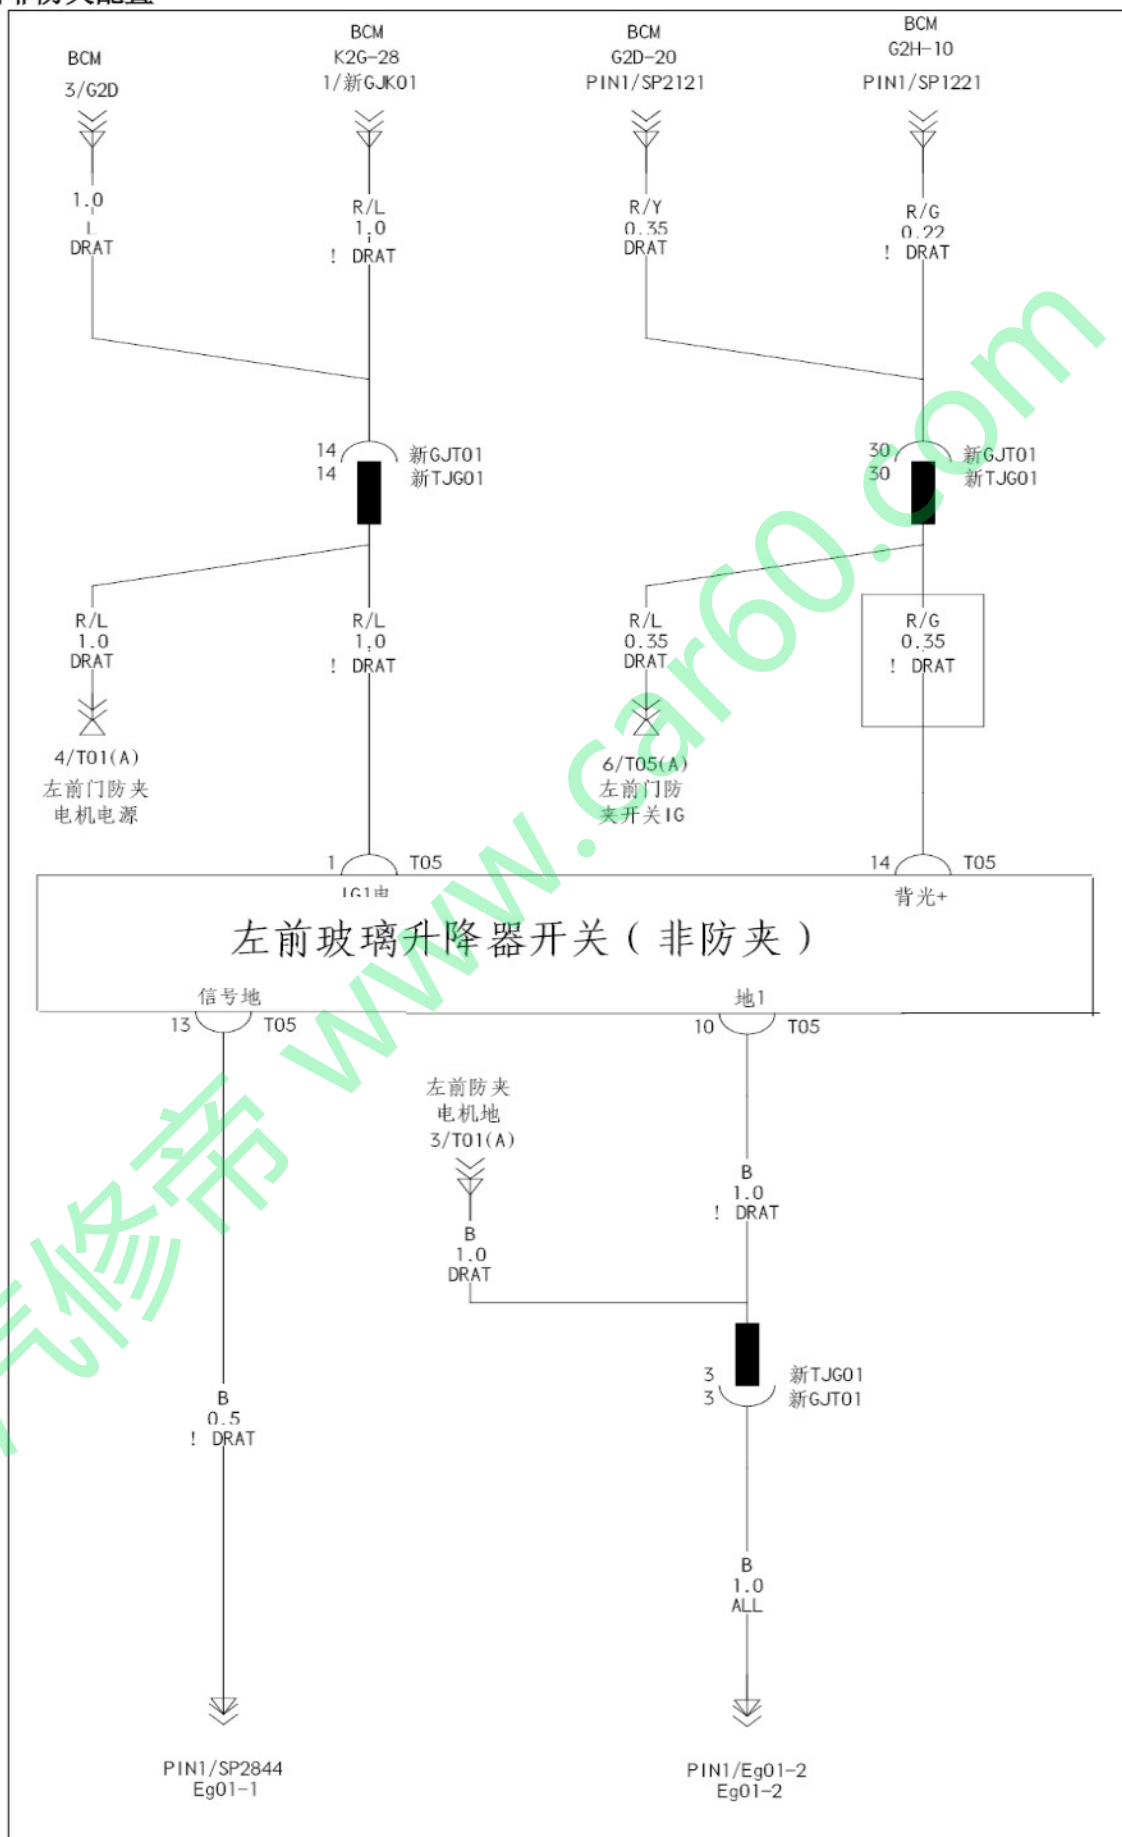 BCM
3/G2D
BCM
K2G-28
1/新GJK01
BCM
G2D-20
PIN1/SP2121
BCM
G2H-10
PIN1/SP1221
1.0
L
DRAT
R/L
1.0
! DRAT
R/Y
0.35
DRAT
R/G
0.22
! DRAT
14 新GJT01
14 新TJG01
30 新GJT01
30 新TJG01
R/L
1.0
DRAT
R/L
1.0
! DRAT
R/L
0.35
DRAT
R/G
0.35
! DRAT
4/T01(A)
左前门防夹
电机电源
6/T05(A)
左前门防
夹开关IG
1 T05
14 T05
IG1电
背光+
左前玻璃升降器开关（非防夹）
信号地
地1
13 T05
10 T05
左前防夹
电机地
3/T01(A)
B
1.0
! DRAT
B
1.0
DRAT
3 新TJG01
3 新GJT01
B
0.5
! DRAT
B
1.0
ALL
PIN1/SP2844
Eg01-1
PIN1/Eg01-2
Eg01-2
汽修帝 www.car60.com